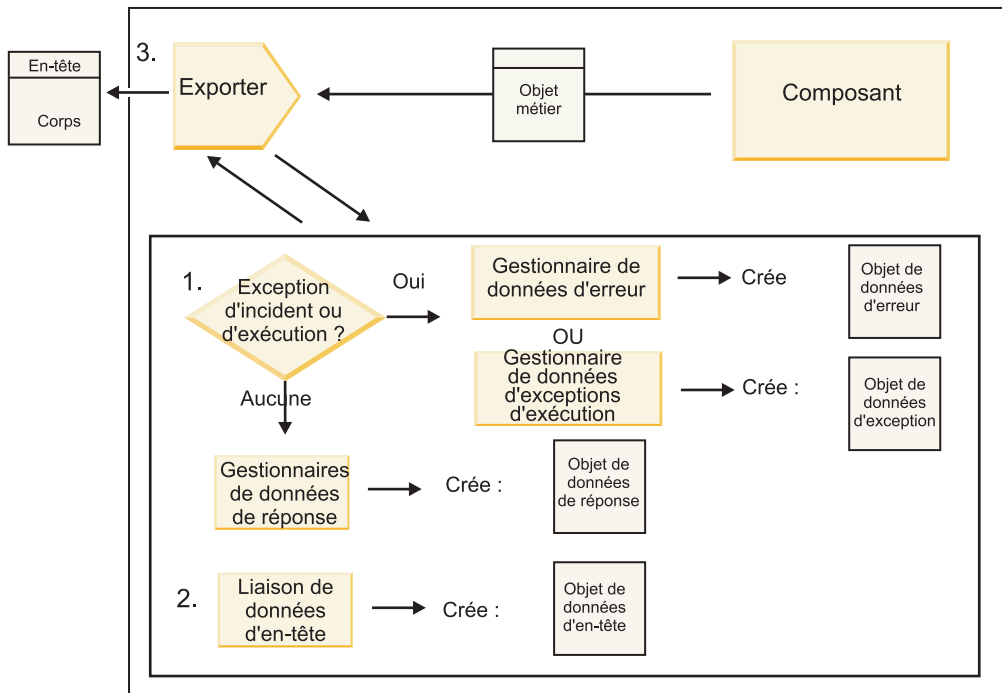 En-tête
Corps
3.
Exporter
Objet
métier
Composant
1.
Exception
d'incident ou
d'exécution ?
Oui
Gestionnaire de
données d'erreur
Crée
Objet de
données
d'erreur
OU
Gestionnaire
de données
d'exceptions
d'exécution
Crée :
Objet de
données
d'exception
Aucune
Gestionnaires
de données
de réponse
Crée :
Objet de
données
de réponse
2.
Liaison de
données
d'en-tête
Crée :
Objet de
données
d'en-tête